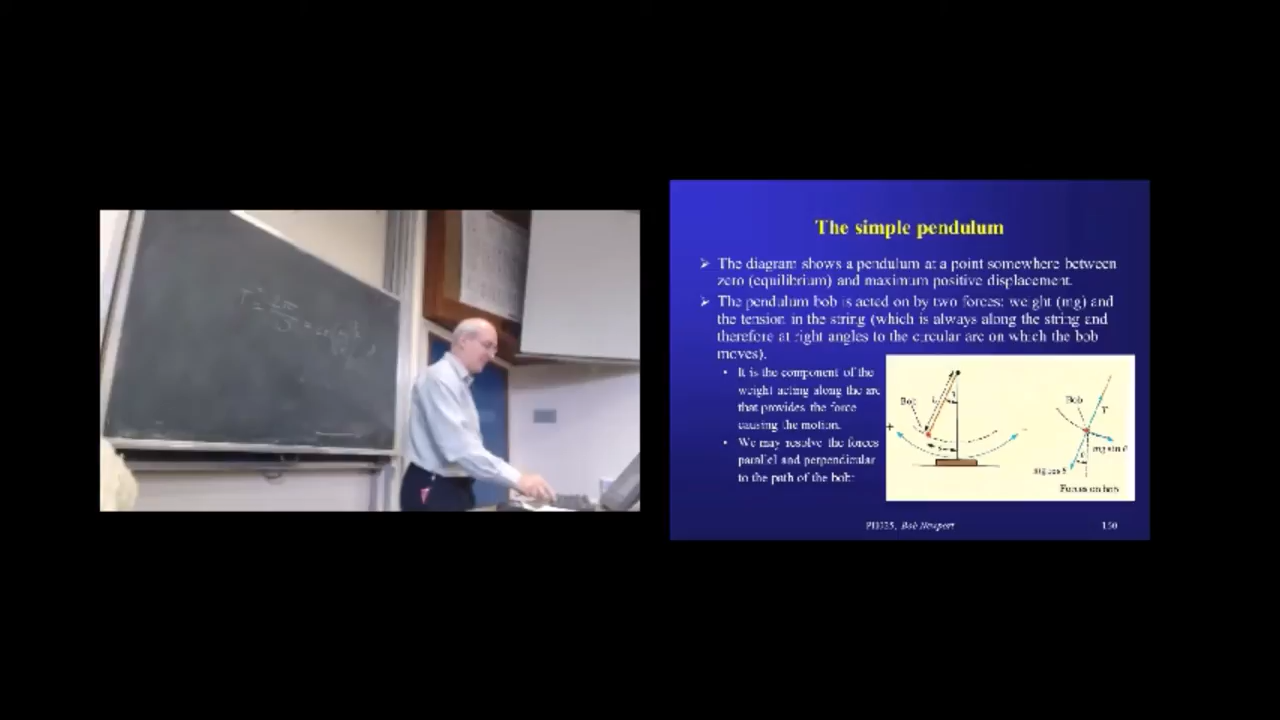 The simple pendulum
➢ The diagram shows a pendulum at a point somewhere between
zero (equilibrium) and maximum positive displacement.
➢ The pendulum bob is acted on by two forces: weight (mg) and
the tension in the string (which is always along the string and
therefore at right angles to the circular arc on which the bob
moves).
• It is the component of the
weight acting along the arc
that provides the force
causing the motion.
• We may resolve the forces
parallel and perpendicular
to the path of the bob:
Bob
L
+
Bob
T
mg sin θ
mg cos θ
Forces on bob
PH325, Bob Newport
150